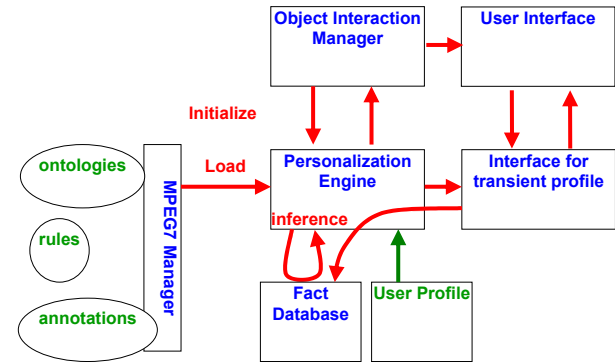 Object Interaction
Manager
User Interface
Initialize
ontologies
Load
Personalization
Engine
Interface for
transient profile
MPEG7 Manager
rules
inference
annotations
Fact
Database
User Profile